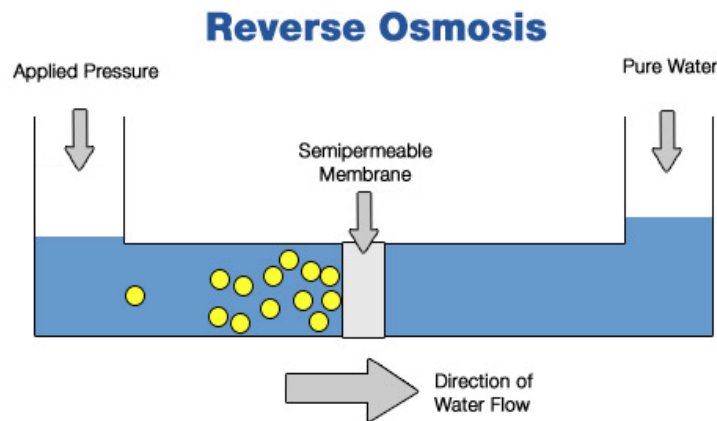 Reverse Osmosis
Applied Pressure
Pure Water
Semipermeable
Membrane
Direction of
Water Flow